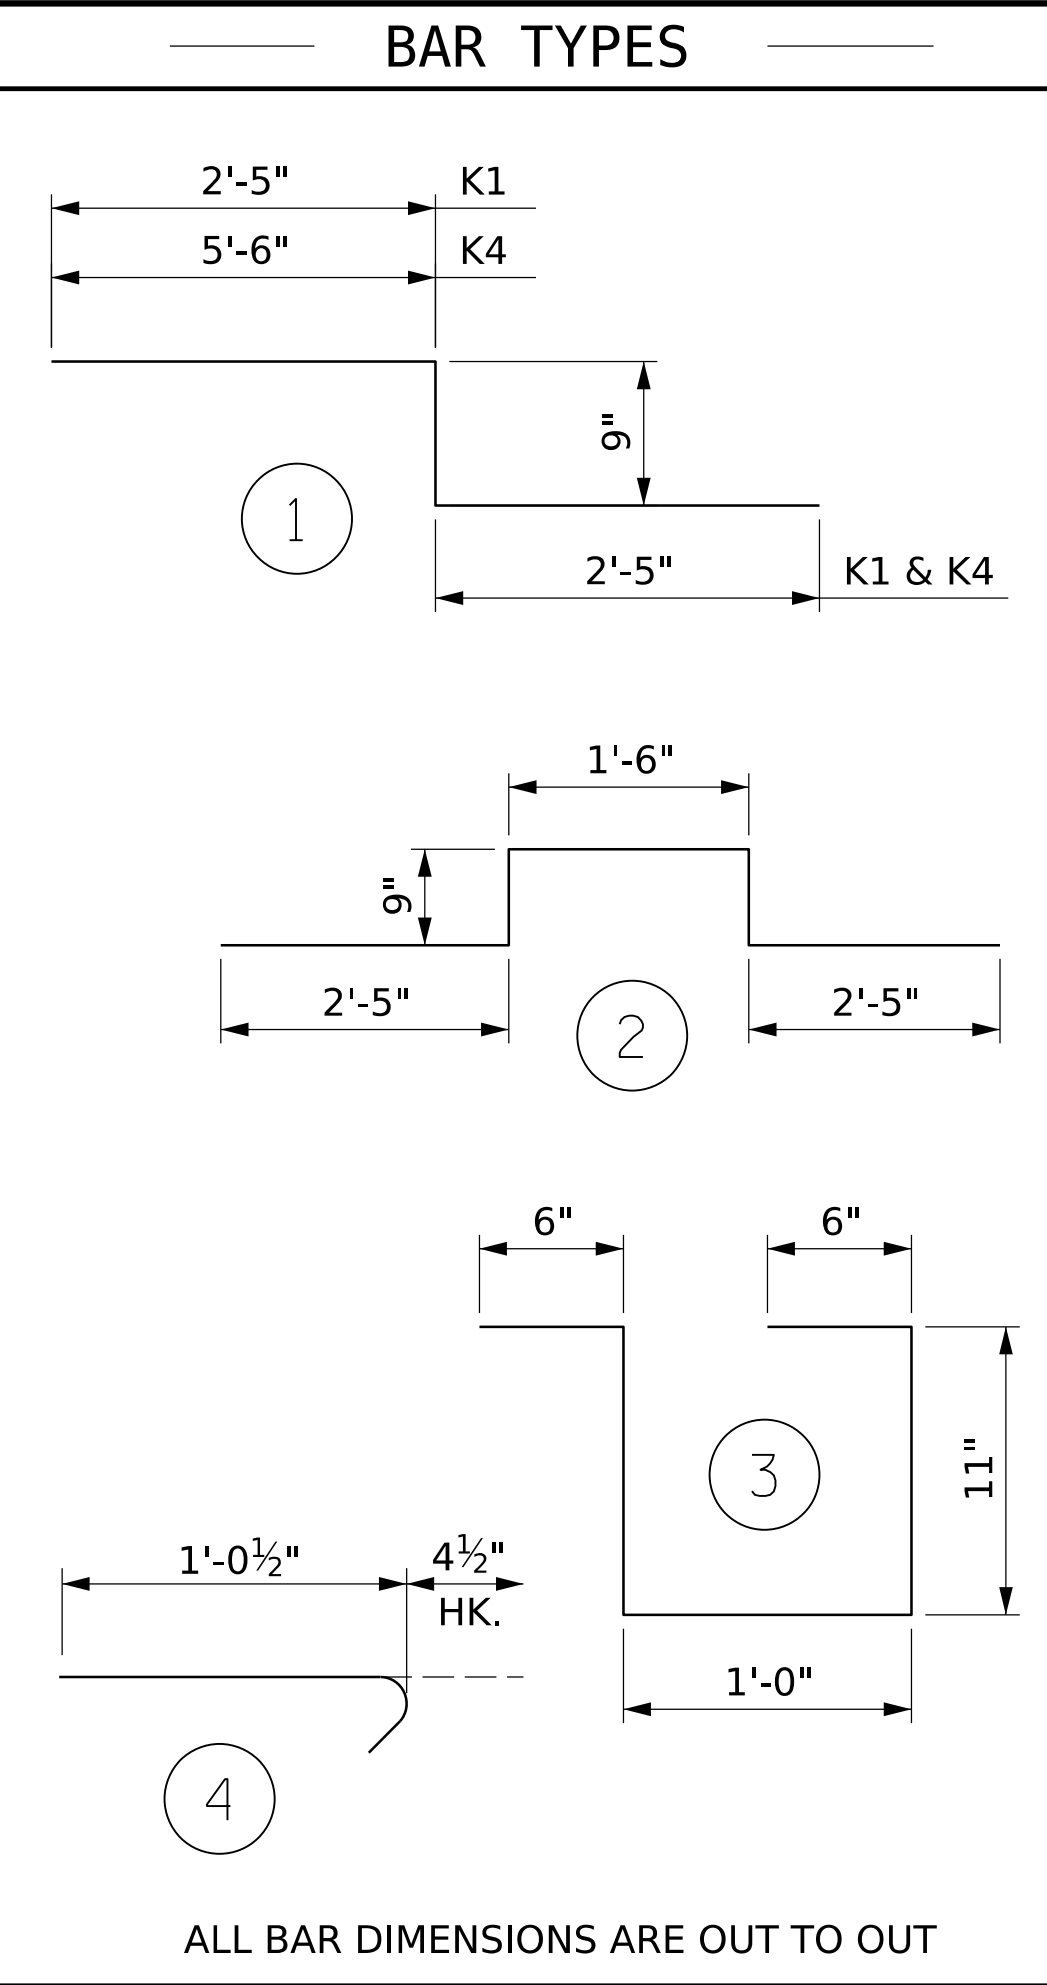 BAR TYPES
2'-5" K1
5'-6" K4
9"
1
2'-5" K1 & K4
1'-6"
9"
2'-5" 2'-5"
2
6" 6"
3
11"
1'-0½" 4½"
HK.
1'-0"
4
ALL BAR DIMENSIONS ARE OUT TO OUT